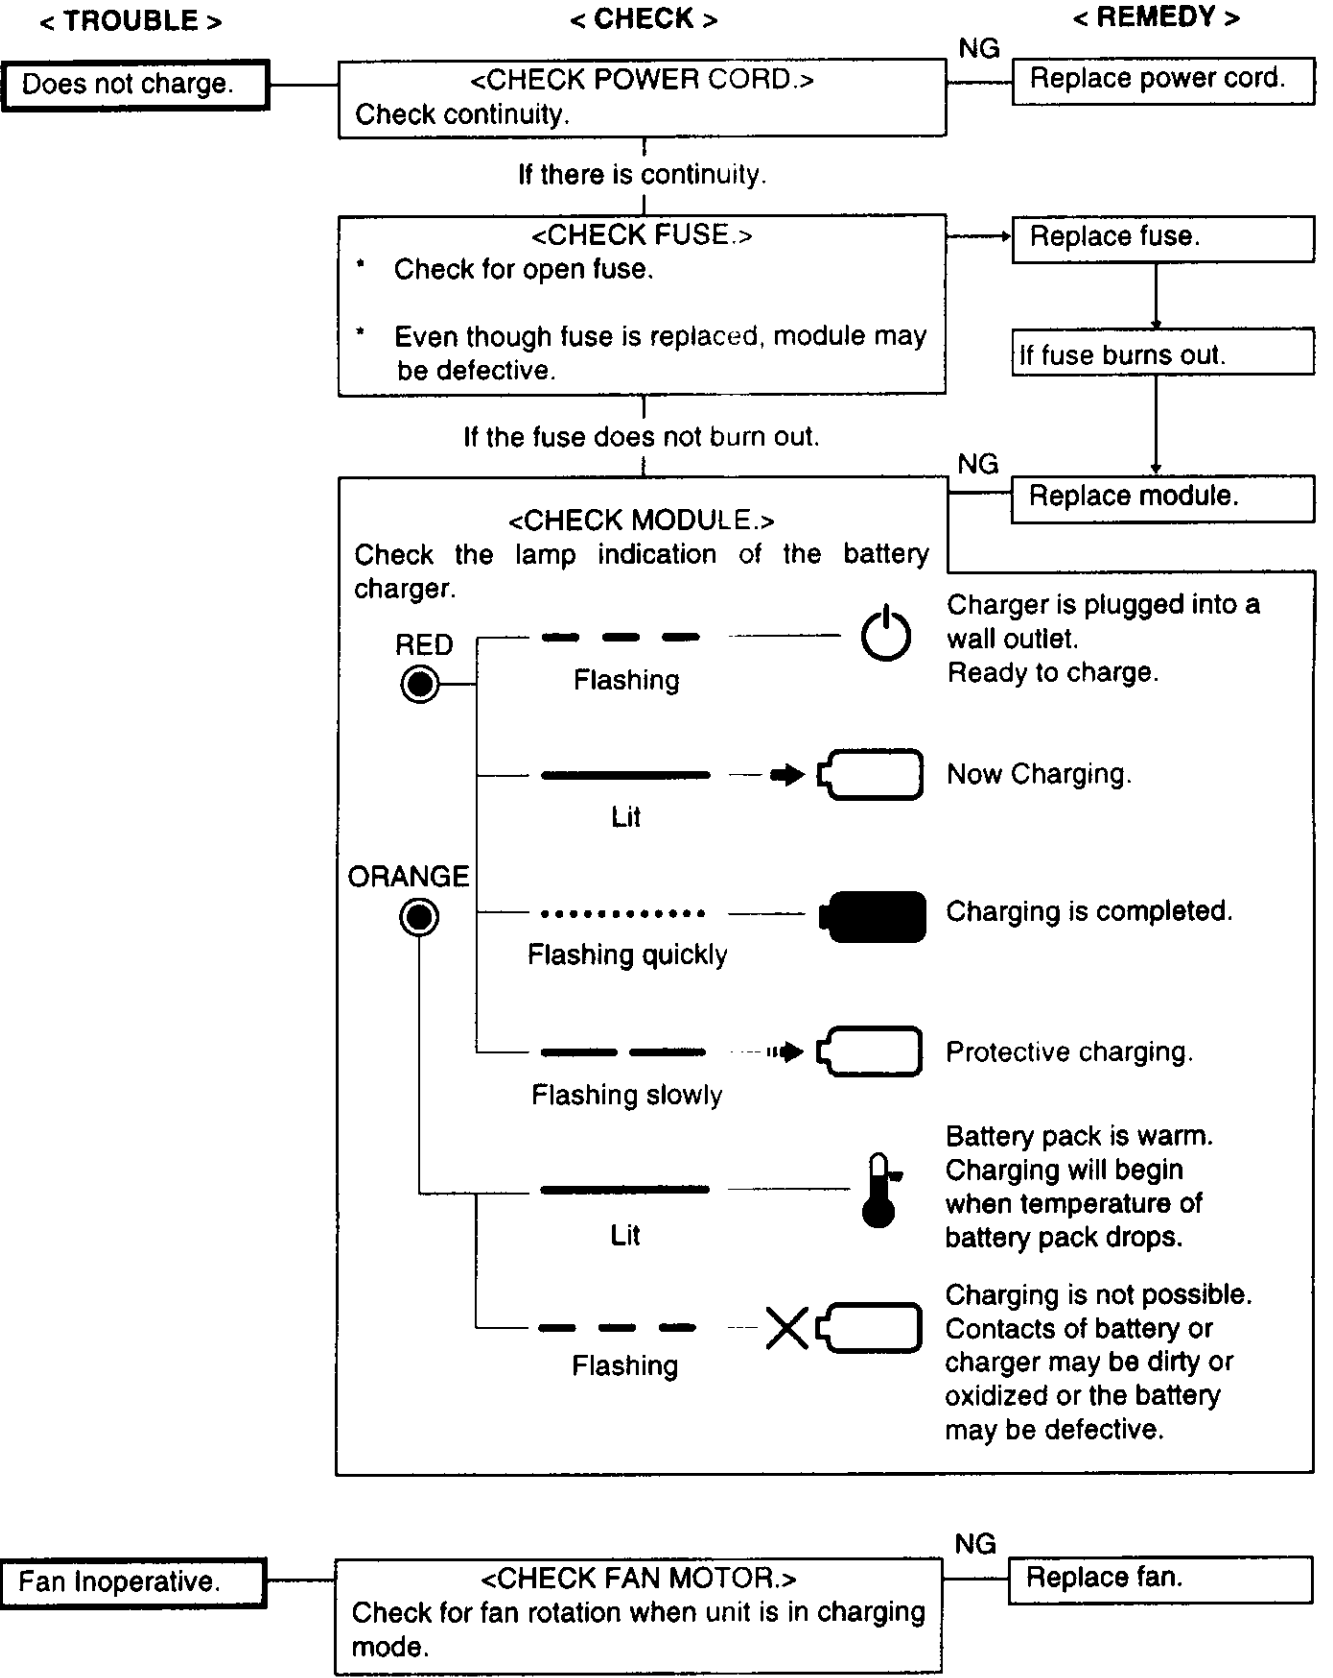 < TROUBLE >
< CHECK >
< REMEDY >
Does not charge.
<CHECK POWER CORD.>
Check continuity.
NG
Replace power cord.
If there is continuity.
<CHECK FUSE.>
* Check for open fuse.
* Even though fuse is replaced, module may
be defective.
Replace fuse.
If fuse burns out.
If the fuse does not burn out.
NG
Replace module.
<CHECK MODULE.>
Check the lamp indication of the battery
charger.
RED
Flashing
Charger is plugged into a
wall outlet.
Ready to charge.
Lit
Now Charging.
ORANGE
Flashing quickly
Charging is completed.
Flashing slowly
Protective charging.
Lit
Battery pack is warm.
Charging will begin
when temperature of
battery pack drops.
Flashing
Charging is not possible.
Contacts of battery or
charger may be dirty or
oxidized or the battery
may be defective.
Fan Inoperative.
<CHECK FAN MOTOR.>
Check for fan rotation when unit is in charging
mode.
NG
Replace fan.